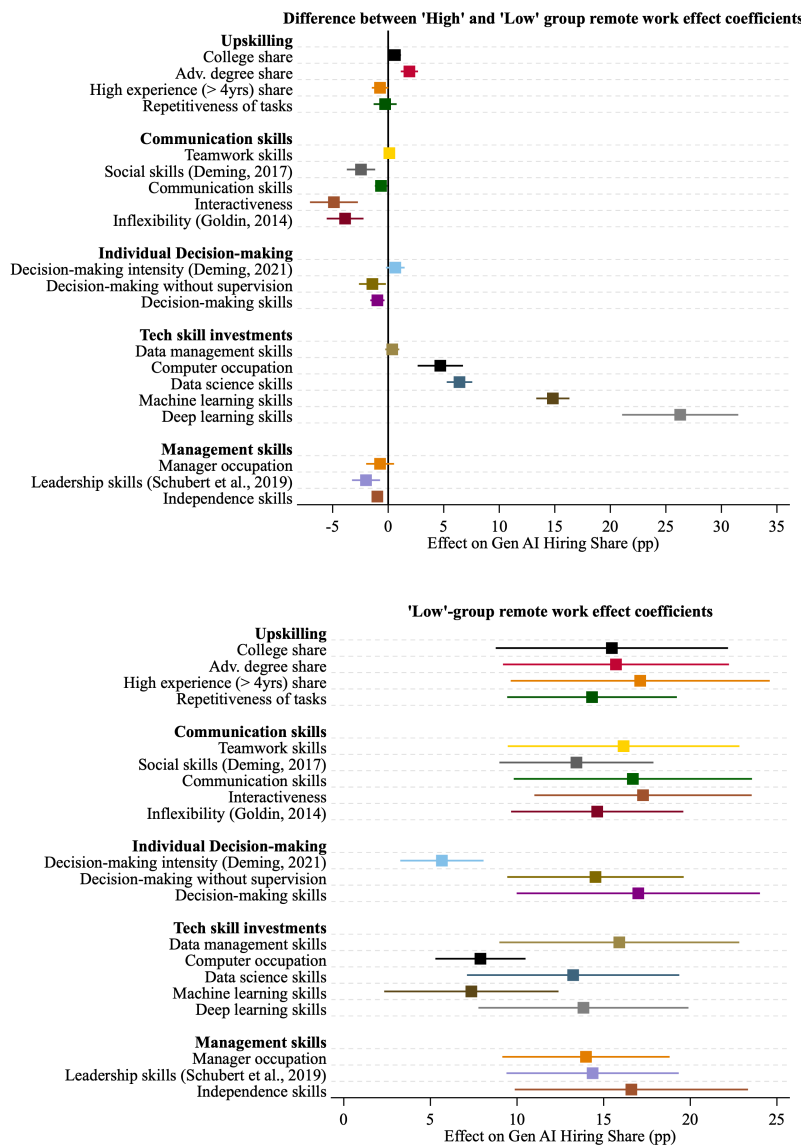 Difference between 'High' and 'Low' group remote work effect coefficients
Upskilling
College share
Adv. degree share
High experience (> 4yrs) share
Repetitiveness of tasks
Communication skills
Teamwork skills
Social skills (Deming, 2017)
Communication skills
Interactiveness
Inflexibility (Goldin, 2014)
Individual Decision-making
Decision-making intensity (Deming, 2021)
Decision-making without supervision
Decision-making skills
Tech skill investments
Data management skills
Computer occupation
Data science skills
Machine learning skills
Deep learning skills
Management skills
Manager occupation
Leadership skills (Schubert et al., 2019)
Independence skills
-5 0 5 10 15 20 25 30 35
Effect on Gen AI Hiring Share (pp)
'Low'-group remote work effect coefficients
Upskilling
College share
Adv. degree share
High experience (> 4yrs) share
Repetitiveness of tasks
Communication skills
Teamwork skills
Social skills (Deming, 2017)
Communication skills
Interactiveness
Inflexibility (Goldin, 2014)
Individual Decision-making
Decision-making intensity (Deming, 2021)
Decision-making without supervision
Decision-making skills
Tech skill investments
Data management skills
Computer occupation
Data science skills
Machine learning skills
Deep learning skills
Management skills
Manager occupation
Leadership skills (Schubert et al., 2019)
Independence skills
0 5 10 15 20 25
Effect on Gen AI Hiring Share (pp)